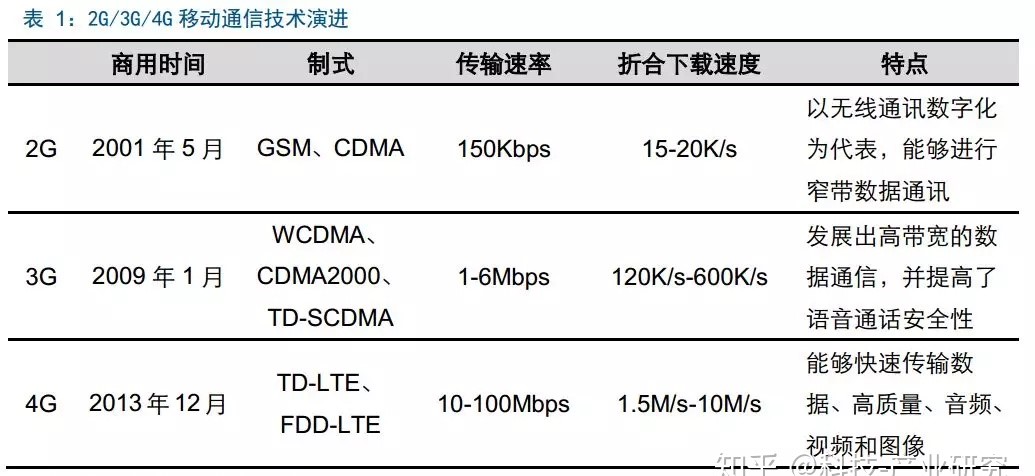 表 1：2G/3G/4G 移动通信技术演进
商用时间 制式 传输速率 折合下载速度 特点
以无线通讯数字化
2G 2001 年 5 月 GSM、CDMA 150Kbps 15-20K/s 为代表，能够进行
窄带数据通讯
WCDMA、 发展出高带宽的数
3G 2009 年 1 月 CDMA2000、 1-6Mbps 120K/s-600K/s 据通信，并提高了
TD-SCDMA 语音通话安全性
TD-LTE、 能够快速传输数
4G 2013 年 12 月 10-100Mbps 1.5M/s-10M/s 据、高质量、音频、
FDD-LTE 视频和图像
知乎 @科技-产业研究